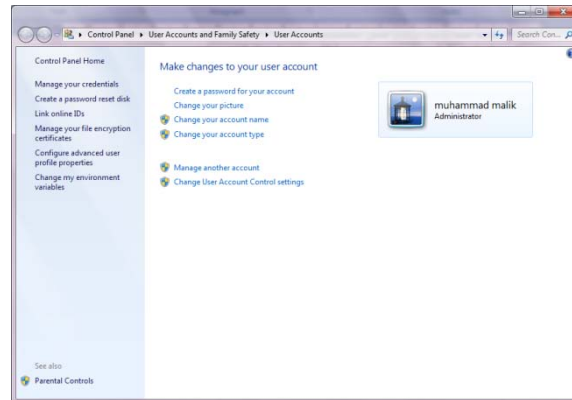 Control Panel ▸ User Accounts and Family Safety ▸ User Accounts
Search Con...
Control Panel Home
Manage your credentials
Create a password reset disk
Link online IDs
Manage your file encryption
certificates
Configure advanced user
profile properties
Change my environment
variables
See also
Parental Controls
Make changes to your user account
Create a password for your account
Change your picture
Change your account name
Change your account type
Manage another account
Change User Account Control settings
muhammad malik
Administrator